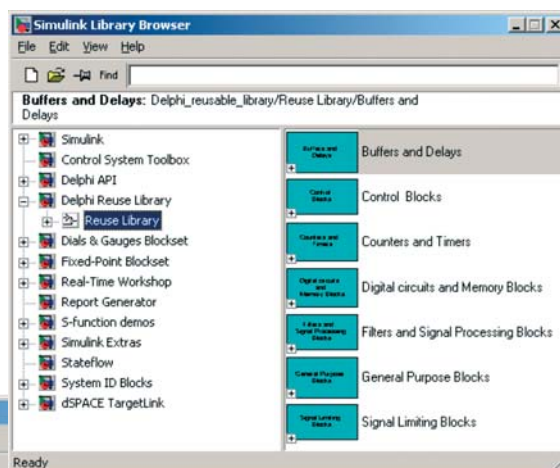 Simulink Library Browser
File Edit View Help
Find
Buffers and Delays: Delphi_reusable_library/Reuse Library/Buffers and
Delays
Simulink
Control System Toolbox
Delphi API
Delphi Reuse Library
Reuse Library
Dials & Gauges Blockset
Fixed-Point Blockset
Real-Time Workshop
Report Generator
S-function demos
Simulink Extras
Stateflow
System ID Blocks
dSPACE TargetLink
Buffers and
Delays
Buffers and Delays
Control
Blocks
Control Blocks
Counters and
Timers
Counters and Timers
Digital circuits
and
Memory Blocks
Digital circuits and Memory Blocks
Filters and
Signal Processing
Blocks
Filters and Signal Processing Blocks
General Purpose
Blocks
General Purpose Blocks
Signal Limiting
Blocks
Signal Limiting Blocks
Ready